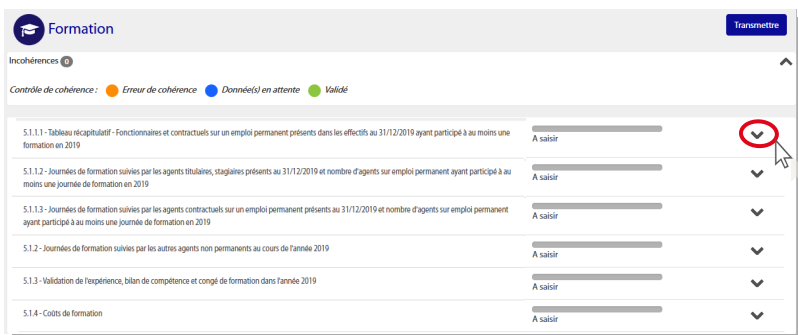 Formation
Transmettre
Incohérences 0
Contrôle de cohérence : Erreur de cohérence Donnée(s) en attente Validé
5.1.1.1 - Tableau récapitulatif - Fonctionnaires et contractuels sur un emploi permanent présents dans les effectifs au 31/12/2019 ayant participé à au moins une
formation en 2019
A saisir
5.1.1.2 - Journées de formation suivies par les agents titulaires, stagiaires présents au 31/12/2019 et nombre d'agents sur emploi permanent ayant participé à au
moins une journée de formation en 2019
A saisir
5.1.1.3 - Journées de formation suivies par les agents contractuels sur un emploi permanent présents au 31/12/2019 et nombre d'agents sur emploi permanent
ayant participé à au moins une journée de formation en 2019
A saisir
5.1.2 - Journées de formation suivies par les autres agents non permanents au cours de l'année 2019
A saisir
5.1.3 - Validation de l'expérience, bilan de compétence et congé de formation dans l'année 2019
A saisir
5.1.4 - Coûts de formation
A saisir